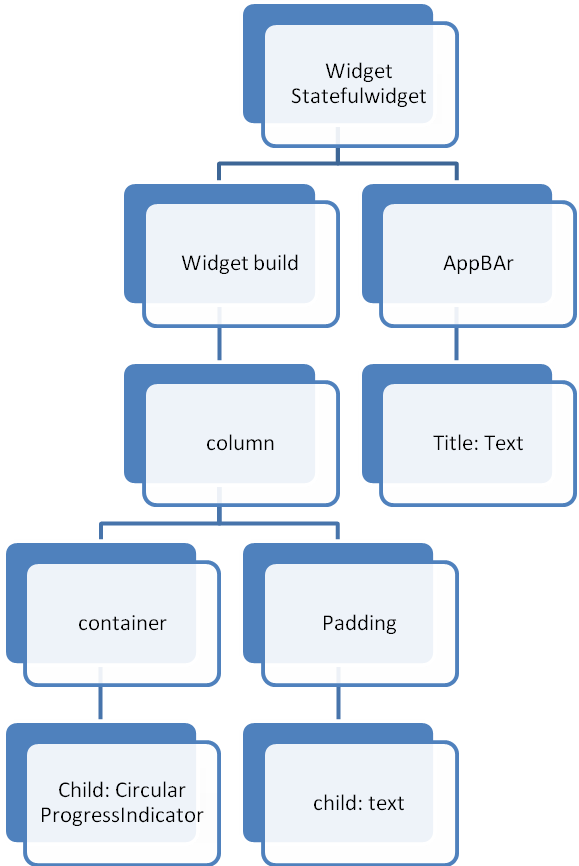 Widget
Statefulwidget
Widget build
AppBAr
column
Title: Text
container
Padding
Child: Circular
ProgressIndicator
child: text